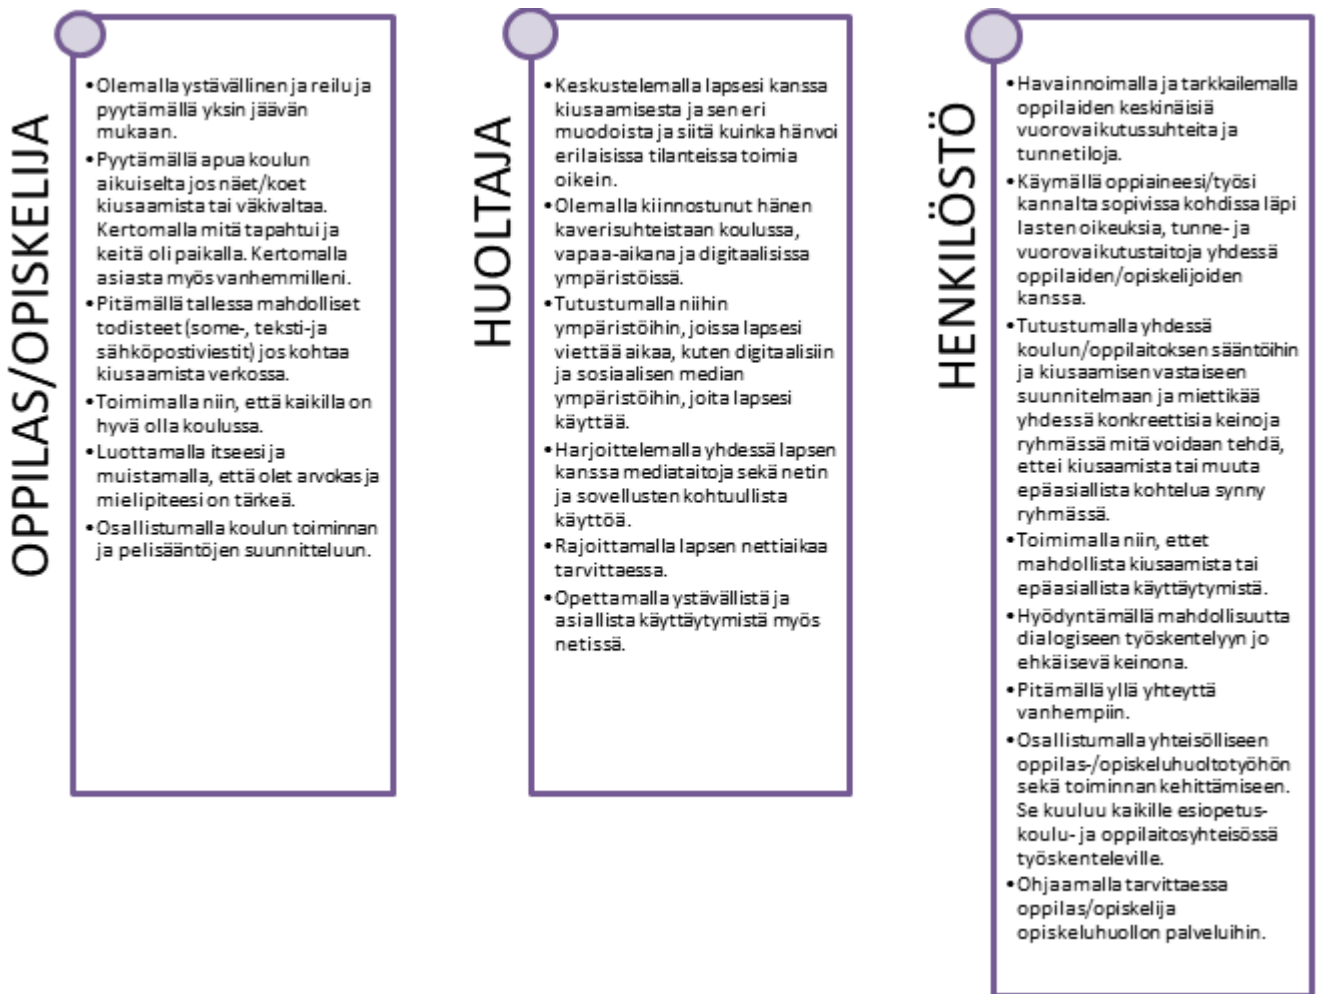 OPPILAS/OPISKELIJA
•Olemalla ystävällinen ja reilu ja
pyytämällä yksin jäävän
mukaan.
•Pyytämällä apua koulun
aikuiselta jos näet/koet
kiusaamista tai väkivaltaa.
Kertomalla mitä tapahtui ja
keitä oli paikalla. Kertomalla
asiasta myös vanhemmilleni.
•Pitämällä tallessa mahdolliset
todisteet (some-, teksti-ja
sähköpostiviestit) jos kohtaa
kiusaamista verkossa.
•Toimimalla niin, että kaikilla on
hyvä olla koulussa.
•Luottamalla itseesi ja
muistamalla, että olet arvokas ja
mielipiteesi on tärkeä.
•Osallistumalla koulun toiminnan
ja pelisääntöjen suunnitteluun.
HUOLTAJA
•Keskustelemalla lapsesi kanssa
kiusaamisesta ja sen eri
muodoista ja siitä kuinka hän voi
erilaisissa tilanteissa toimia
oikein.
•Olemalla kiinnostunut hänen
kaverisuhteistaan koulussa,
vapaa-aikana ja digitaalisissa
ympäristöissä.
•Tutustumalla niihin
ympäristöihin, joissa lapsesi
viettää aikaa, kuten digitaalisiin
ja sosiaalisen median
ympäristöihin, joita lapsesi
käyttää.
•Harjoittelemalla yhdessä lapsen
kanssa mediataitoja sekä netin
ja sovellusten kohtuullista
käyttöä.
•Rajoittamalla lapsen nettiaikaa
tarvittaessa.
•Opettamalla ystävällistä ja
asiallista käyttäytymistä myös
netissä.
HENKILÖSTÖ
•Havainnoimalla ja tarkkailemalla
oppilaiden keskinäisiä
vuorovaikutussuhteita ja
tunnetiloja.
•Käymällä oppiaineesi/työsi
kannalta sopivissa kohdissa läpi
lasten oikeuksia, tunne- ja
vuorovaikutustaitoja yhdessä
oppilaiden/opiskelijoiden
kanssa.
•Tutustumalla yhdessä
koulun/oppilaitoksen sääntöihin
ja kiusaamisen vastaiseen
suunnitelmaan ja miettikää
yhdessä konkreettisia keinoja
ryhmässä mitä voidaan tehdä,
ettei kiusaamista tai muuta
epäasiallista kohtelua synny
ryhmässä.
•Toimimalla niin, ettet
mahdollista kiusaamista tai
epäasiallista käyttäytymistä.
•Hyödyntämällä mahdollisuutta
dialogiseen työskentelyyn jo
ehkäisevä keinona.
•Pitämällä yllä yhteyttä
vanhempiin.
•Osallistumalla yhteisölliseen
oppilas-/opiskeluhuoltotyöhön
sekä toiminnan kehittämiseen.
Se kuuluu kaikille esiopetus-
koulu- ja oppilaitosyhteisössä
työskenteleville.
•Ohjaamalla tarvittaessa
oppilas/opiskelija
opiskeluhuollon palveluihin.